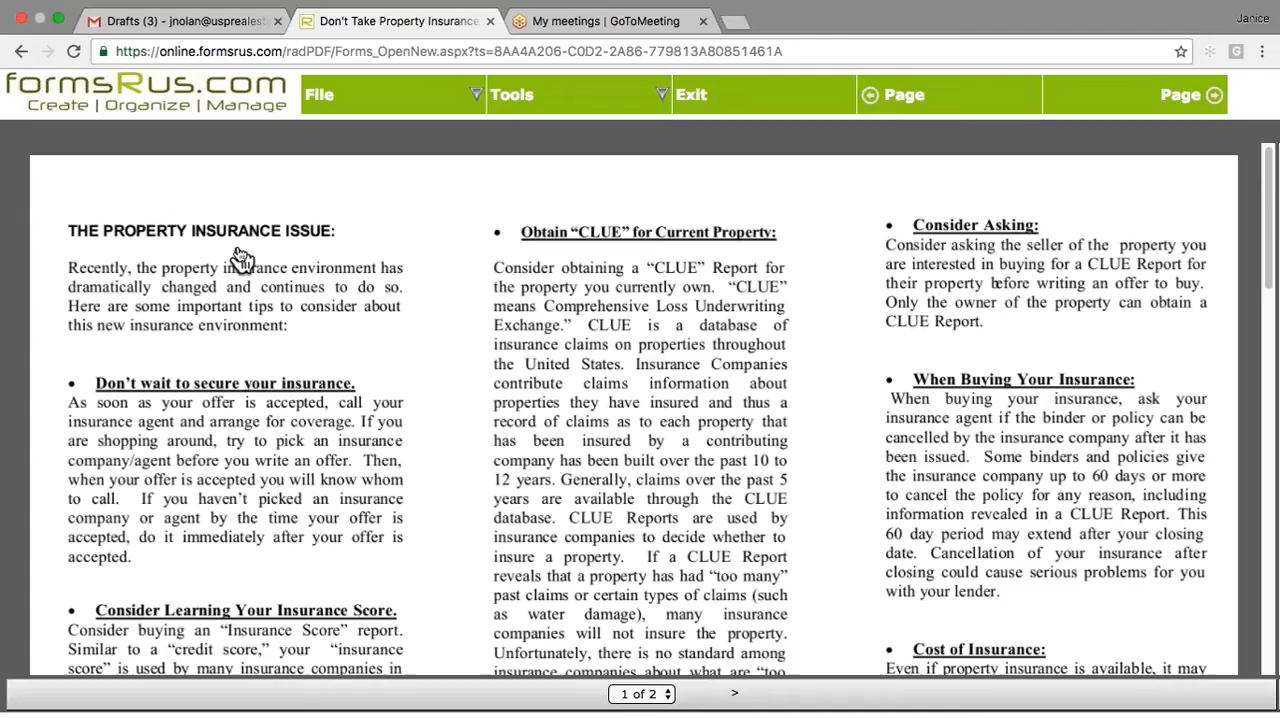 Drafts (3) - jnolan@usprealest
Don't Take Property Insurance
My meetings | GoToMeeting
Janice
https://online.formsrus.com/radPDF/Forms_OpenNew.aspx?ts=8AA4A206-C0D2-2A86-779813A80851461A
formsRus.com
Create | Organize | Manage
File
Tools
Exit
Page
Page
THE PROPERTY INSURANCE ISSUE:
Recently, the property insurance environment has
dramatically changed and continues to do so.
Here are some important tips to consider about
this new insurance environment:
• Don't wait to secure your insurance.
As soon as your offer is accepted, call your
insurance agent and arrange for coverage. If you
are shopping around, try to pick an insurance
company/agent before you write an offer. Then,
when your offer is accepted you will know whom
to call. If you haven't picked an insurance
company or agent by the time your offer is
accepted, do it immediately after your offer is
accepted.
• Consider Learning Your Insurance Score.
Consider buying an “Insurance Score” report.
Similar to a “credit score,” your “insurance
score” is used by many insurance companies in
• Obtain “CLUE” for Current Property:
Consider obtaining a “CLUE” Report for
the property you currently own. “CLUE”
means Comprehensive Loss Underwriting
Exchange.” CLUE is a database of
insurance claims on properties throughout
the United States. Insurance Companies
contribute claims information about
properties they have insured and thus a
record of claims as to each property that
has been insured by a contributing
company has been built over the past 10 to
12 years. Generally, claims over the past 5
years are available through the CLUE
database. CLUE Reports are used by
insurance companies to decide whether to
insure a property. If a CLUE Report
reveals that a property has had “too many”
past claims or certain types of claims (such
as water damage), many insurance
companies will not insure the property.
Unfortunately, there is no standard among
insurance companies about what are “too
• Consider Asking:
Consider asking the seller of the property you
are interested in buying for a CLUE Report for
their property before writing an offer to buy.
Only the owner of the property can obtain a
CLUE Report.
• When Buying Your Insurance:
When buying your insurance, ask your
insurance agent if the binder or policy can be
cancelled by the insurance company after it has
been issued. Some binders and policies give
the insurance company up to 60 days or more
to cancel the policy for any reason, including
information revealed in a CLUE Report. This
60 day period may extend after your closing
date. Cancellation of your insurance after
closing could cause serious problems for you
with your lender.
• Cost of Insurance:
Even if property insurance is available, it may
1 of 2
>